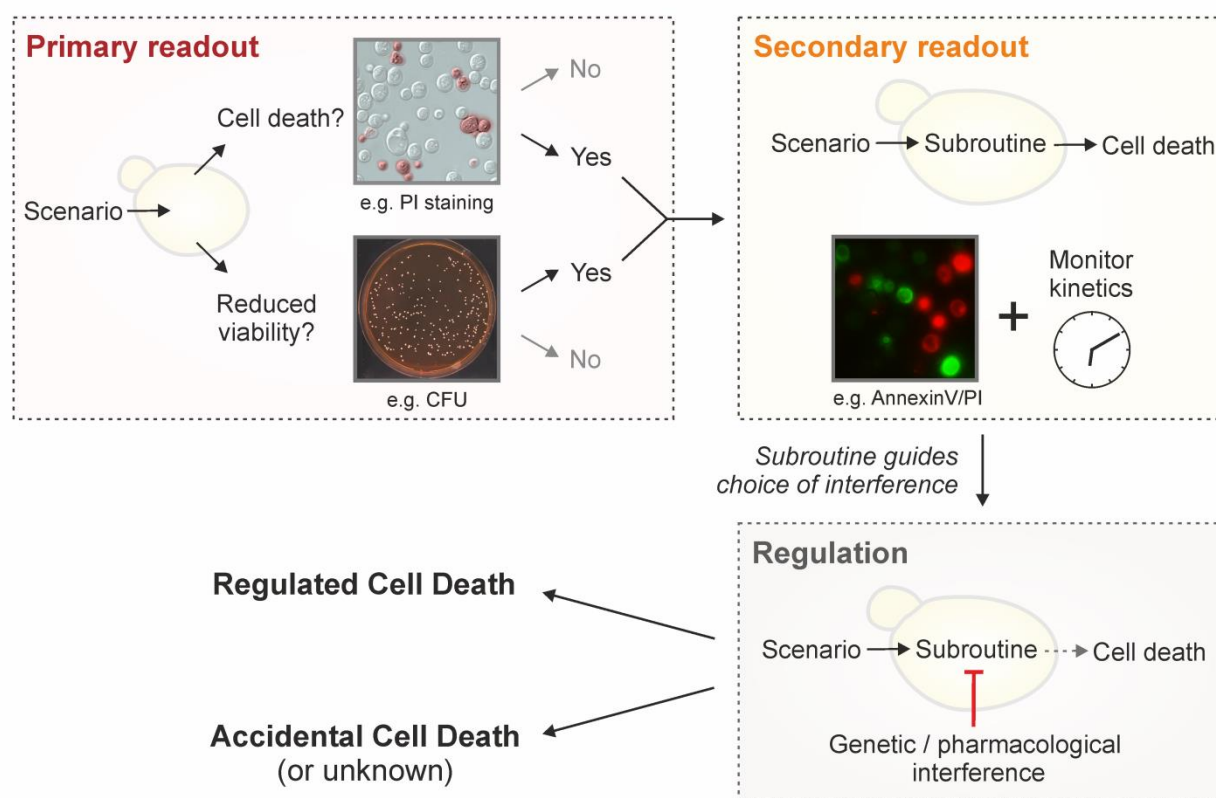 Primary readout
Cell death?
Scenario
Reduced
viability?
e.g. PI staining
e.g. CFU
No
Yes
Yes
No
Secondary readout
Scenario
Subroutine
Cell death
e.g. AnnexinV/PI
+
Monitor
kinetics
Subroutine guides
choice of interference
Regulation
Scenario
Subroutine
Cell death
Genetic / pharmacological
interference
Regulated Cell Death
Accidental Cell Death
(or unknown)